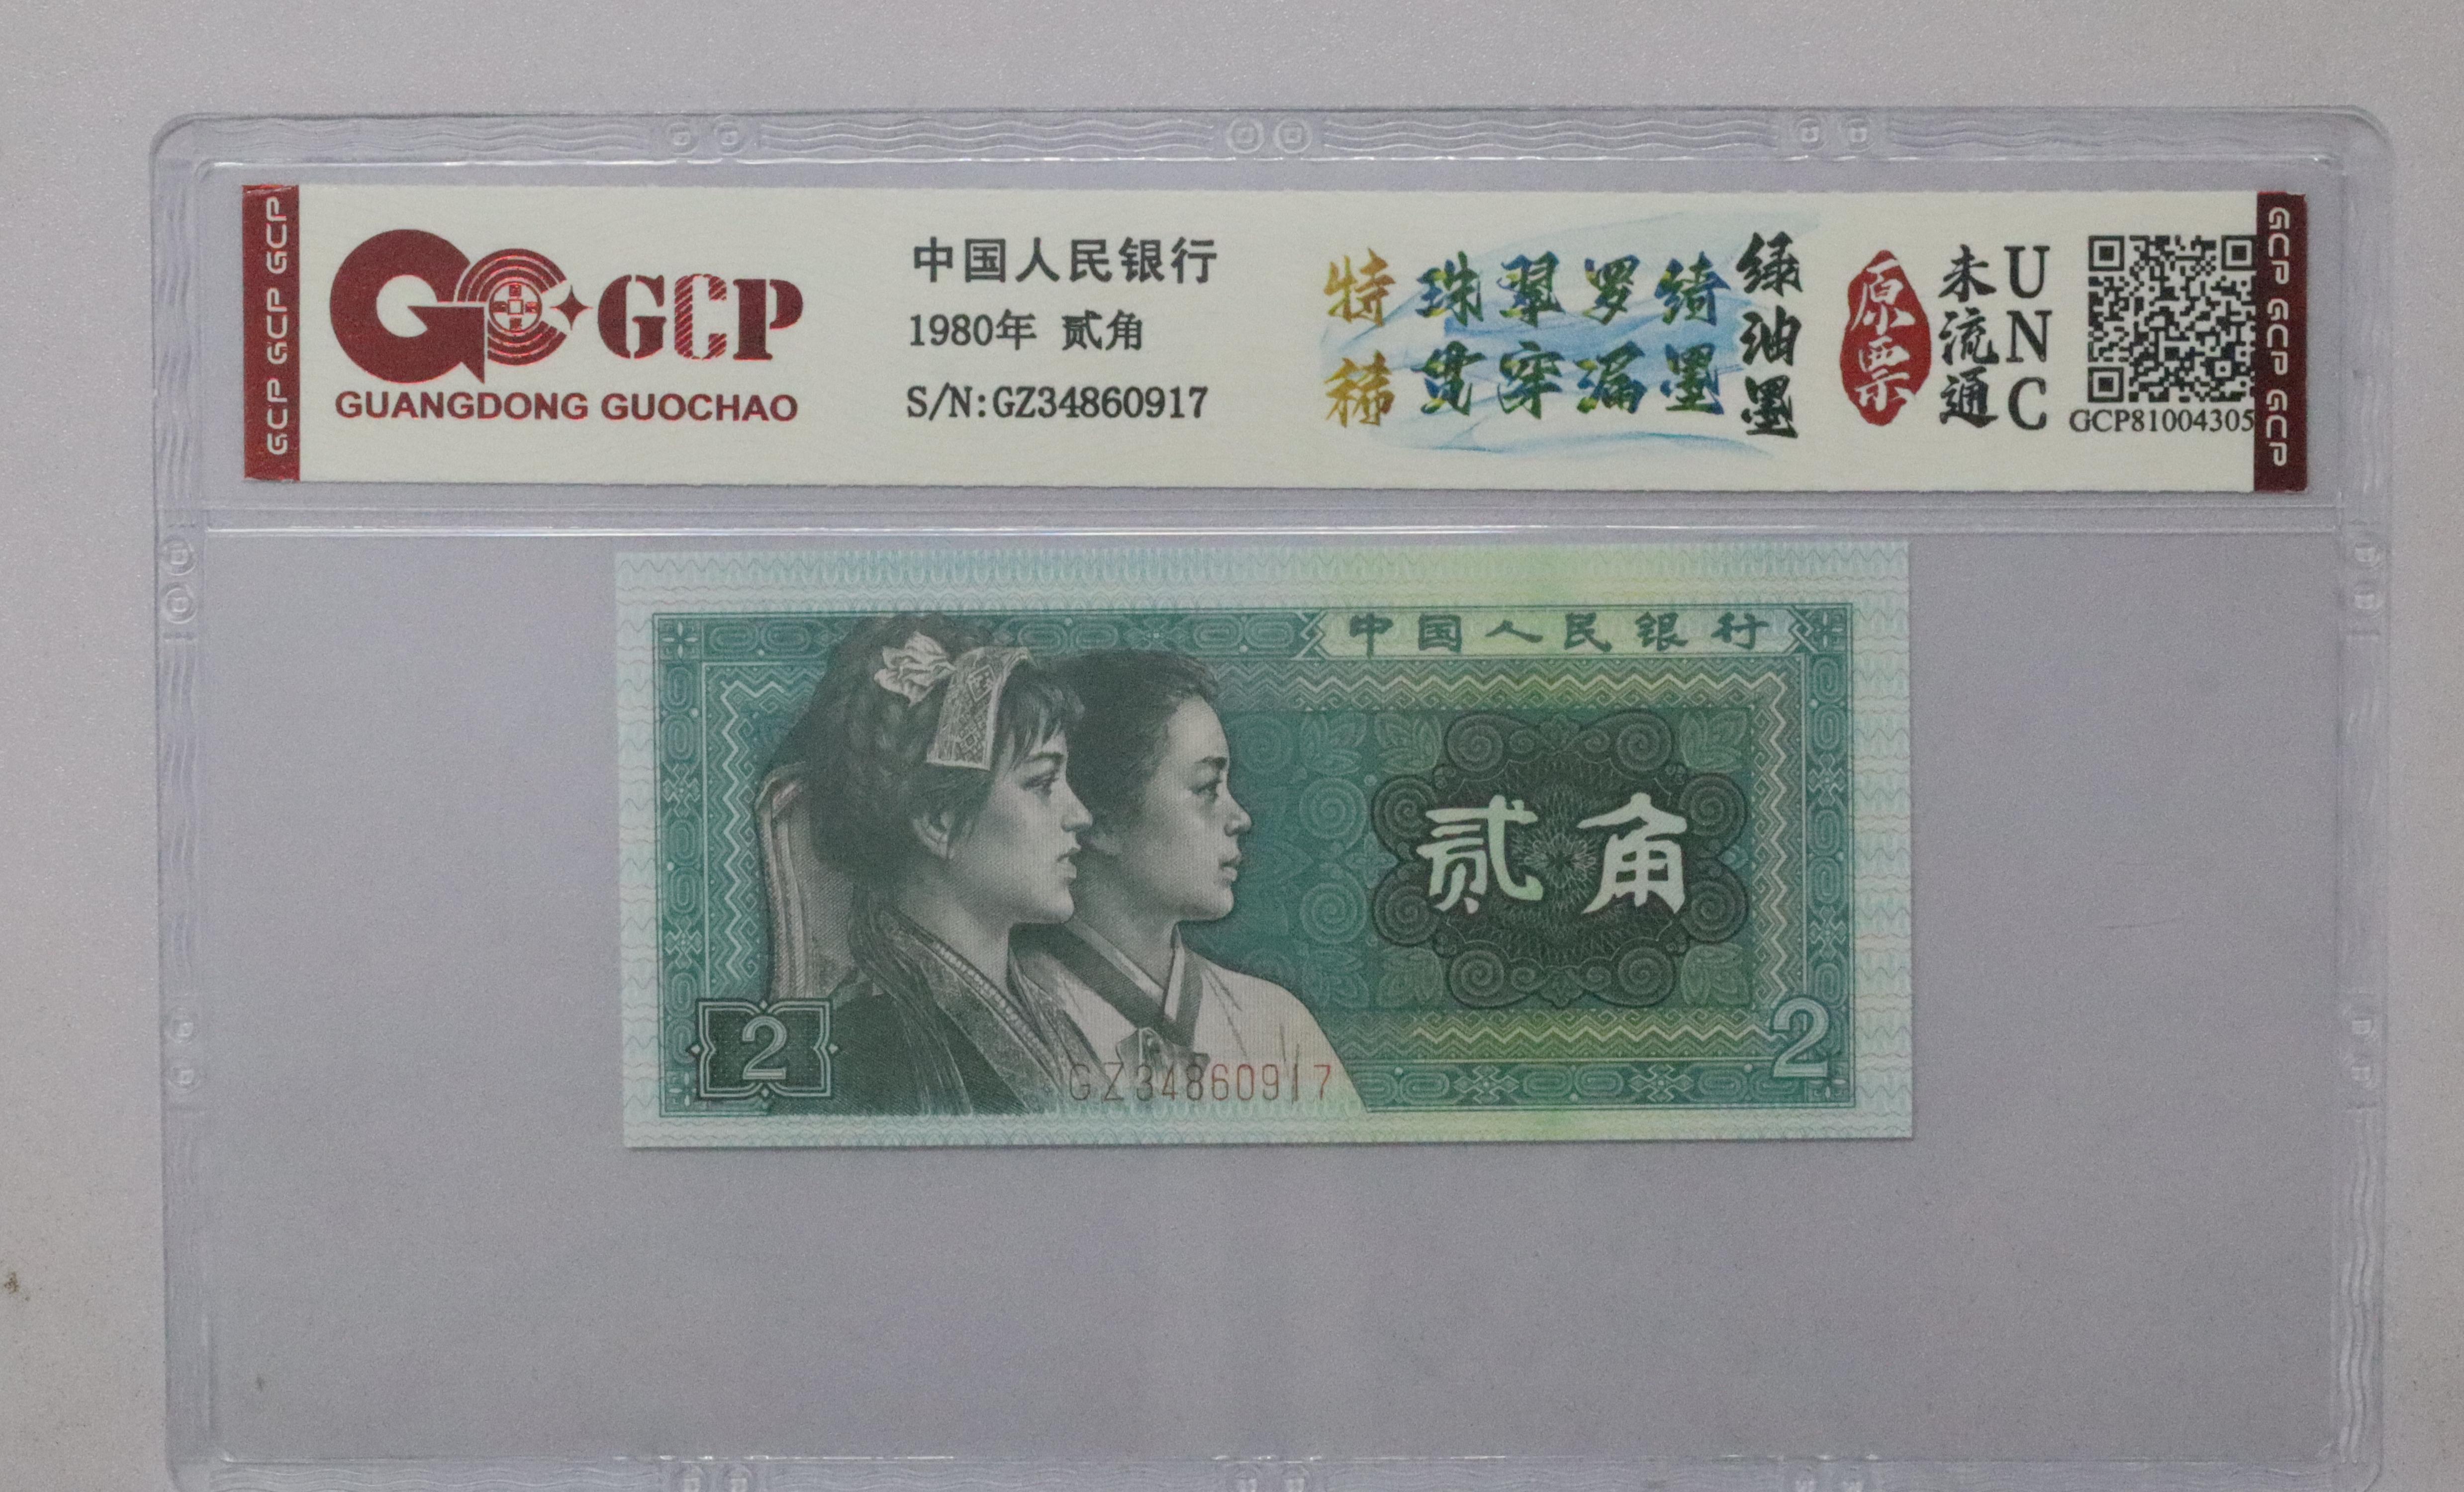 GCP GCP GCP
GCP
GUANGDONG GUOCHAO
中国人民银行
1980年 贰角
S/N:GZ34860917
特稀
珠翠罗绮
贯穿漏墨
绿油墨
原票
未流通
UNC
GCP81004305
GCP GCP GCP
中国人民银行
贰角
2
GZ34860917
2